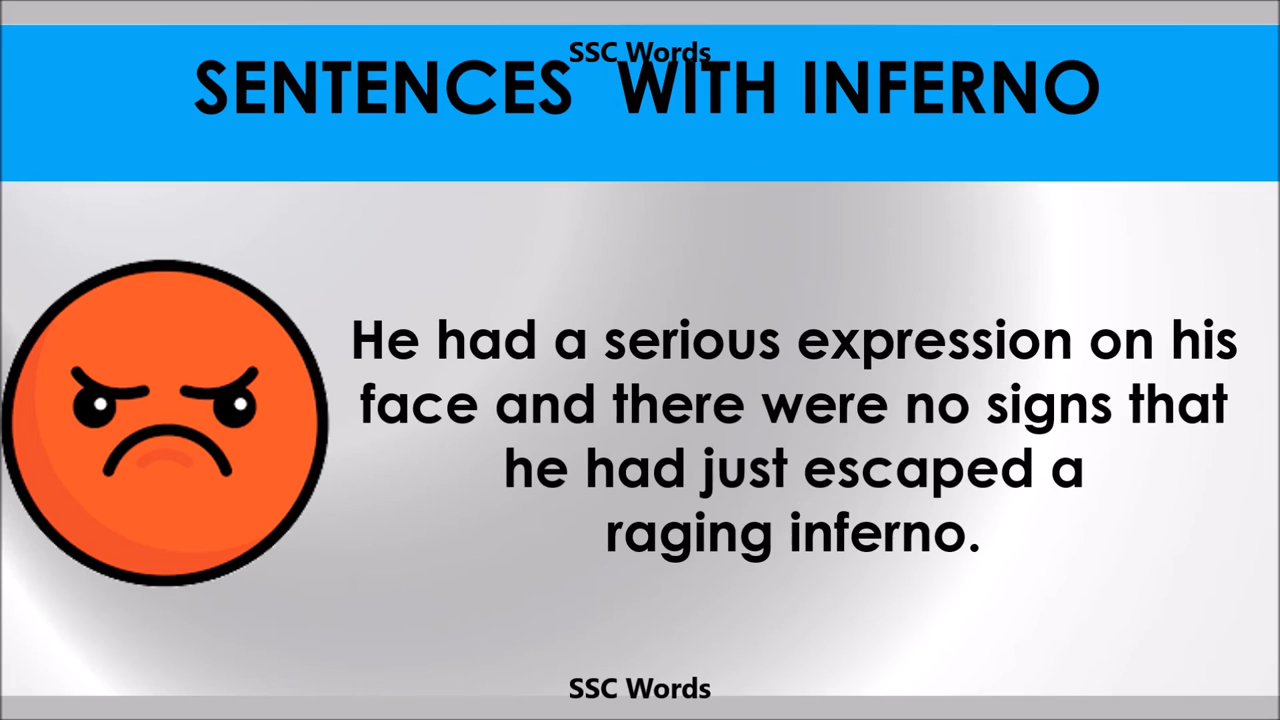 SSC Words
SENTENCES WITH INFERNO
He had a serious expression on his
face and there were no signs that
he had just escaped a
raging inferno.
SSC Words